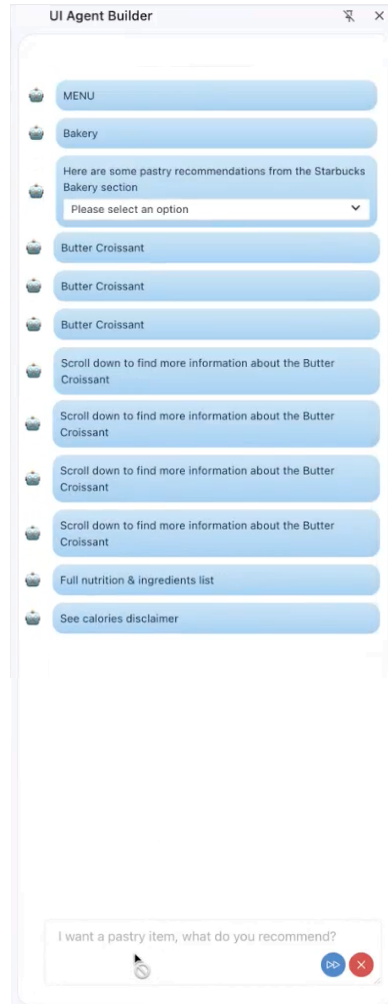 UI Agent Builder
MENU
Bakery
Here are some pastry recommendations from the Starbucks
Bakery section
Please select an option
Butter Croissant
Butter Croissant
Butter Croissant
Scroll down to find more information about the Butter
Croissant
Scroll down to find more information about the Butter
Croissant
Scroll down to find more information about the Butter
Croissant
Scroll down to find more information about the Butter
Croissant
Full nutrition & ingredients list
See calories disclaimer
I want a pastry item, what do you recommend?